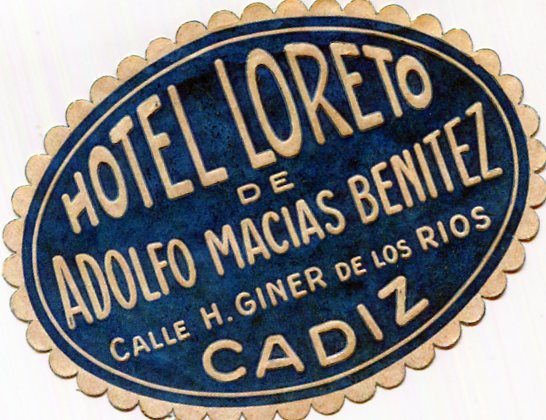 HOTEL LORETO
DE
ADOLFO MACIAS BENITEZ
CALLE H. GINER DE LOS RIOS
CADIZ